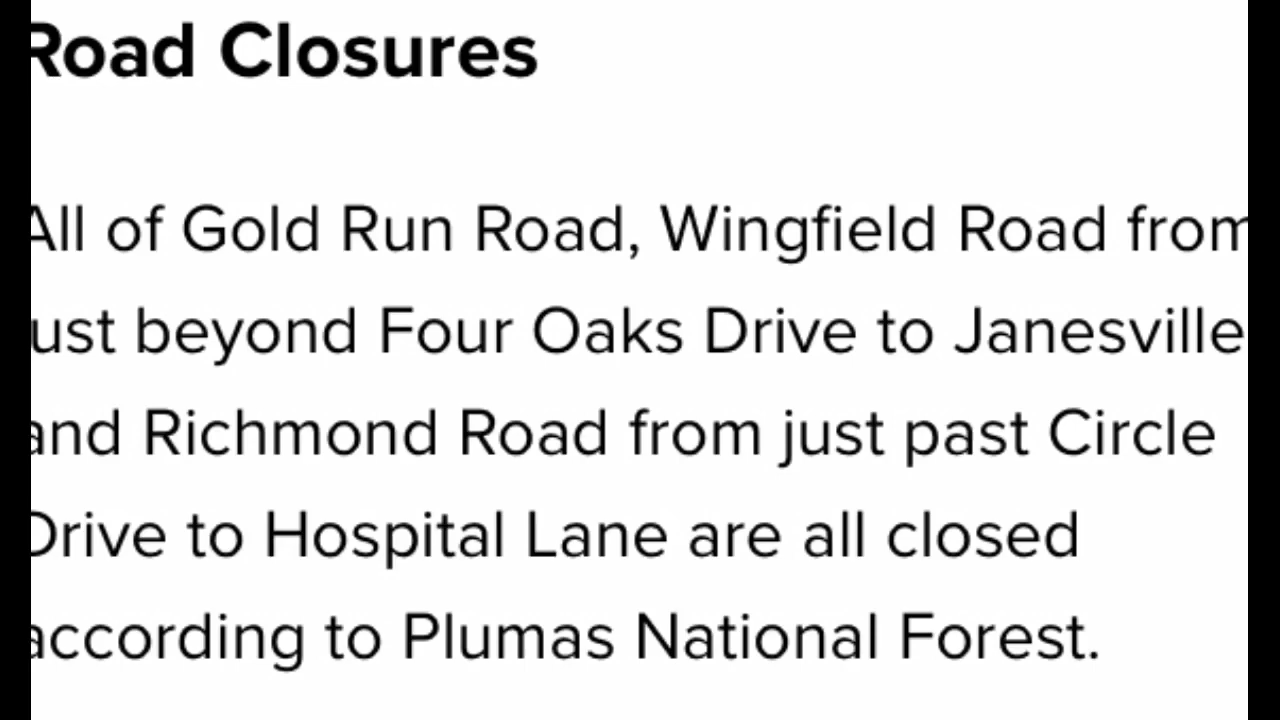 Road Closures
All of Gold Run Road, Wingfield Road from
just beyond Four Oaks Drive to Janesville
and Richmond Road from just past Circle
Drive to Hospital Lane are all closed
according to Plumas National Forest.